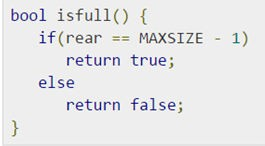 bool isfull() {
    if(rear == MAXSIZE - 1)
        return true;
    else
        return false;
}